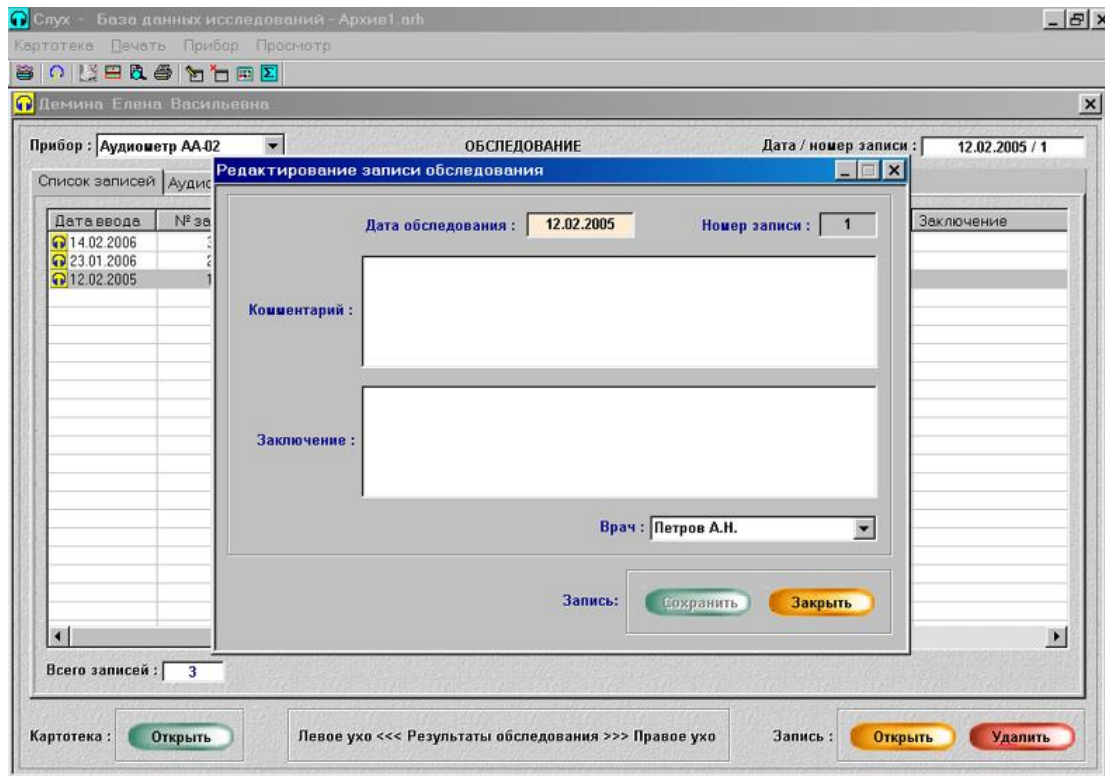 Слух - База данных исследований - Архив1.arh
Картотека Печать Прибор Просмотр
Демина Елена Васильевна
Прибор : Аудиометр АА-02 ОБСЛЕДОВАНИЕ Дата / номер записи : 12.02.2005 / 1
Список записей
Редактирование записи обследования
Дата ввода Заключение
14.02.2006
23.01.2006
12.02.2005 1
Дата обследования : 12.02.2005 Номер записи : 1
Комментарий :
Заключение :
Врач : Петров А.Н.
Запись: Сохранить Закрыть
Всего записей : 3
Картотека : Открыть Левое ухо <<< Результаты обследования >>> Правое ухо Запись : Открыть Удалить